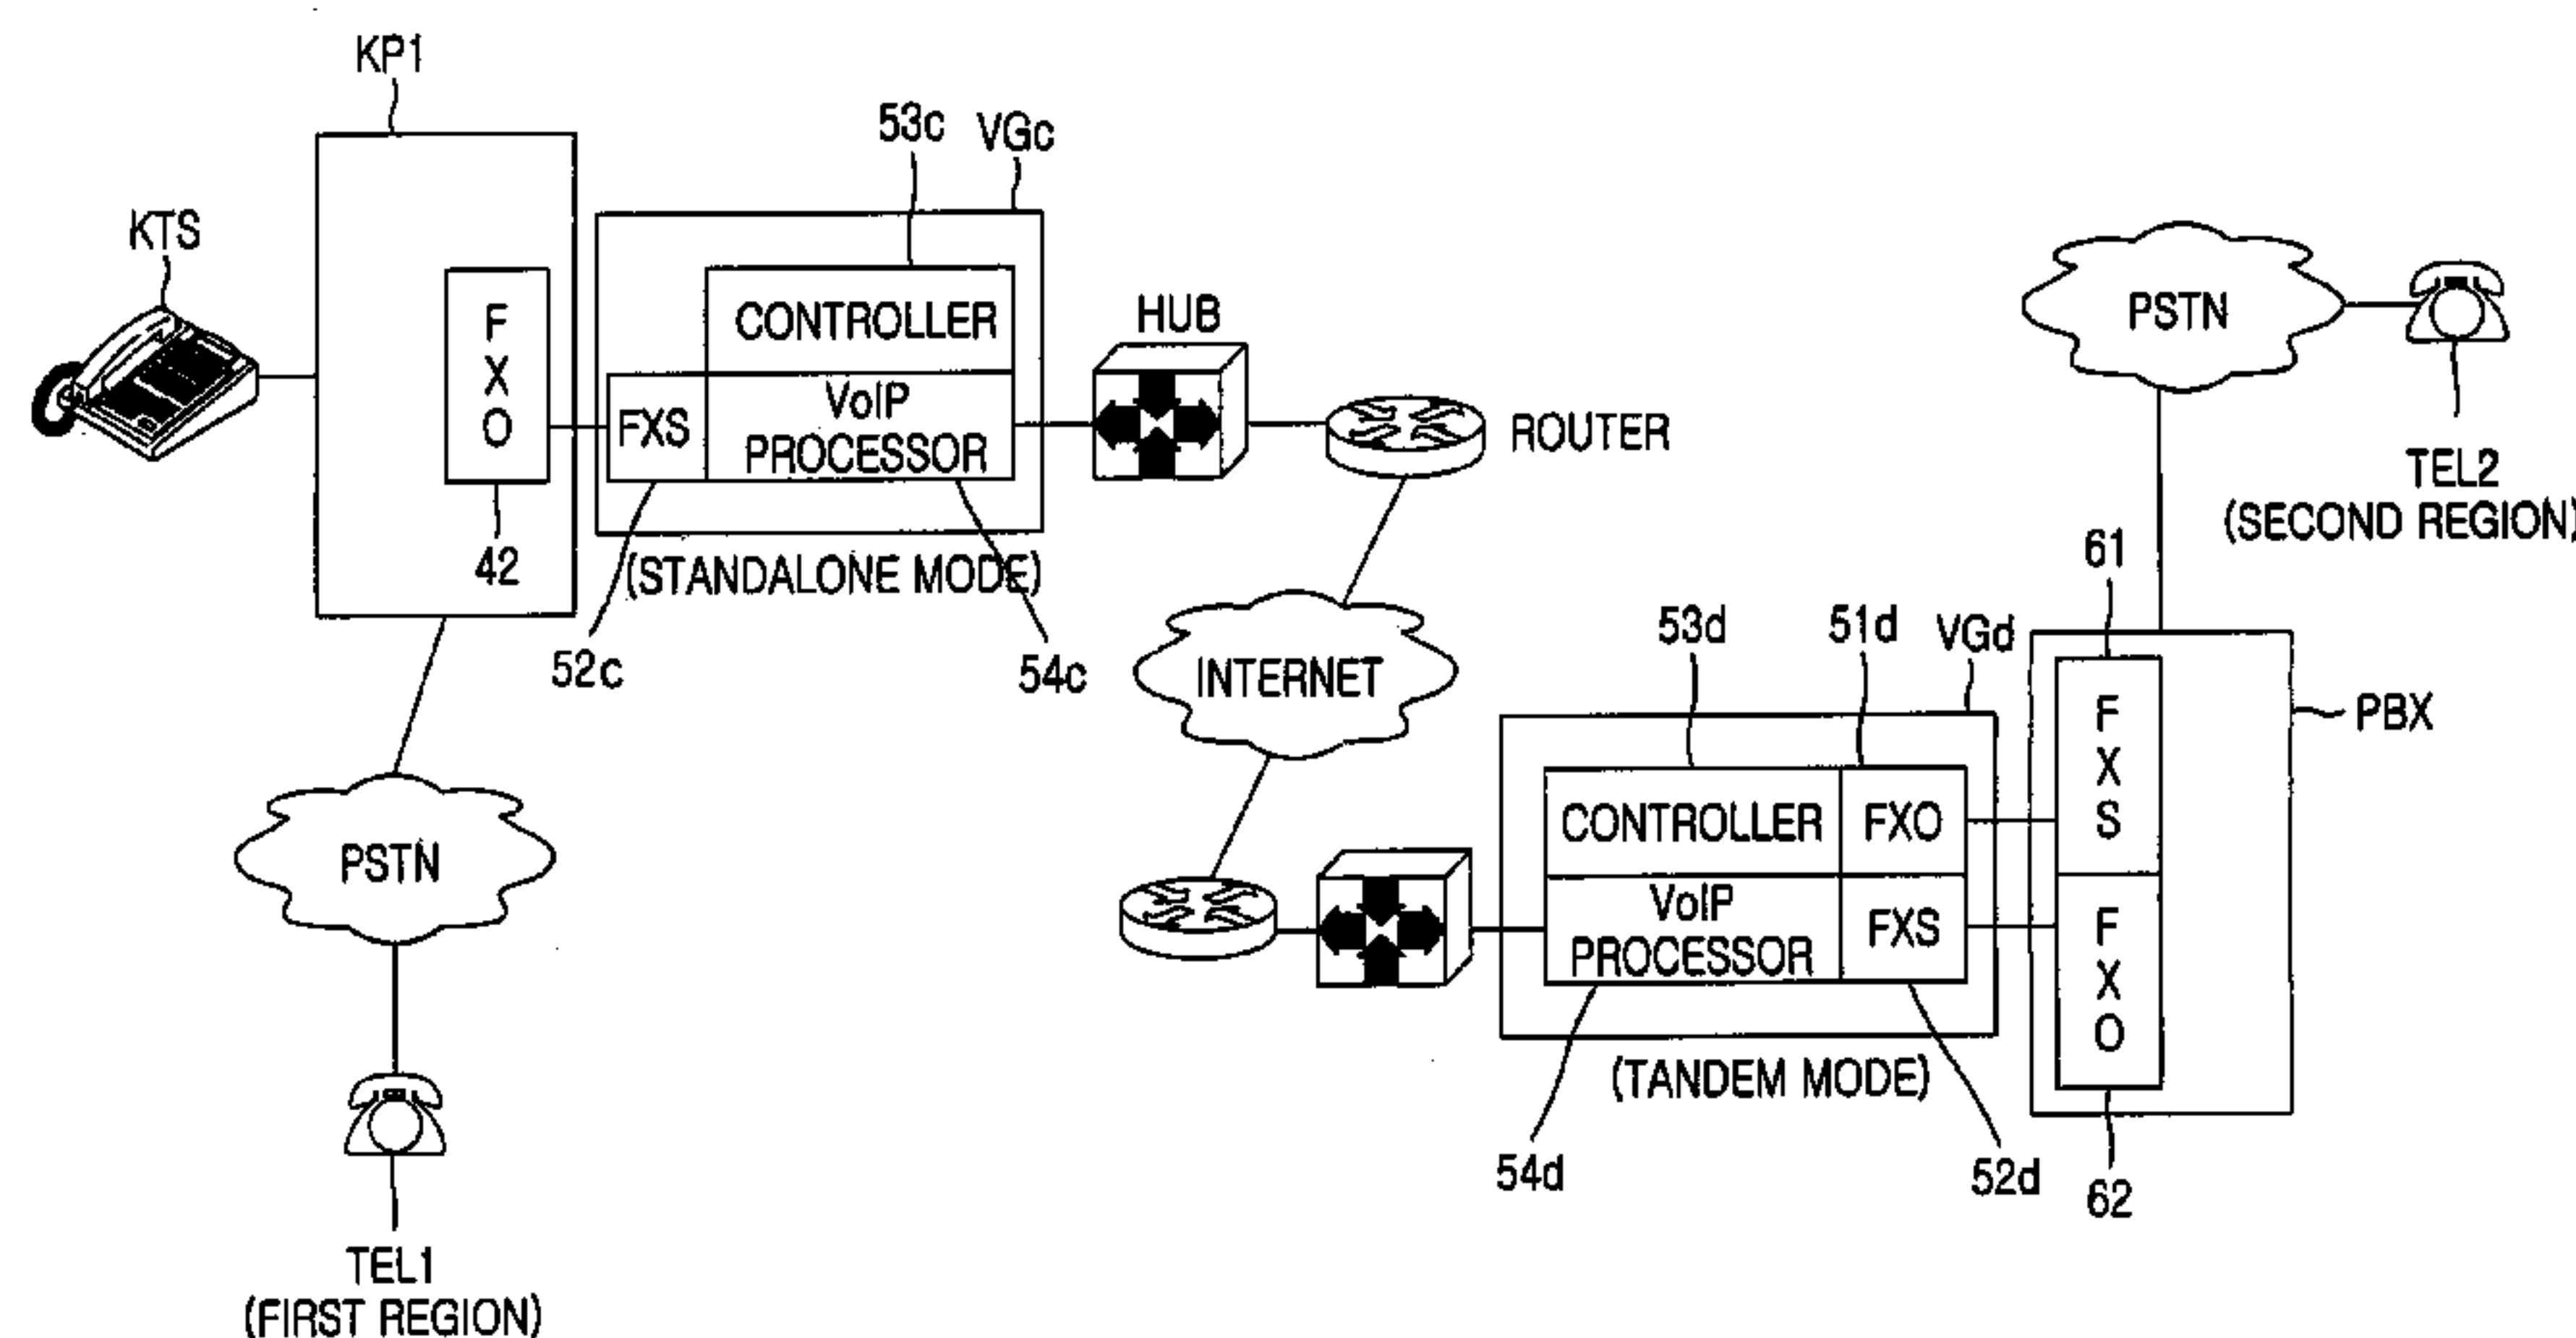 KP1
53c
VGc
KTS
F
X
O
CONTROLLER
FXS
VoIP
PROCESSOR
42
(STANDALONE MODE)
52c
54c
HUB
ROUTER
PSTN
TEL2
(SECOND REGION)
INTERNET
PSTN
TEL1
(FIRST REGION)
53d
51d
VGd
61
CONTROLLER
FXO
VoIP
PROCESSOR
FXS
F
X
S
F
X
O
PBX
(TANDEM MODE)
54d
52d
62